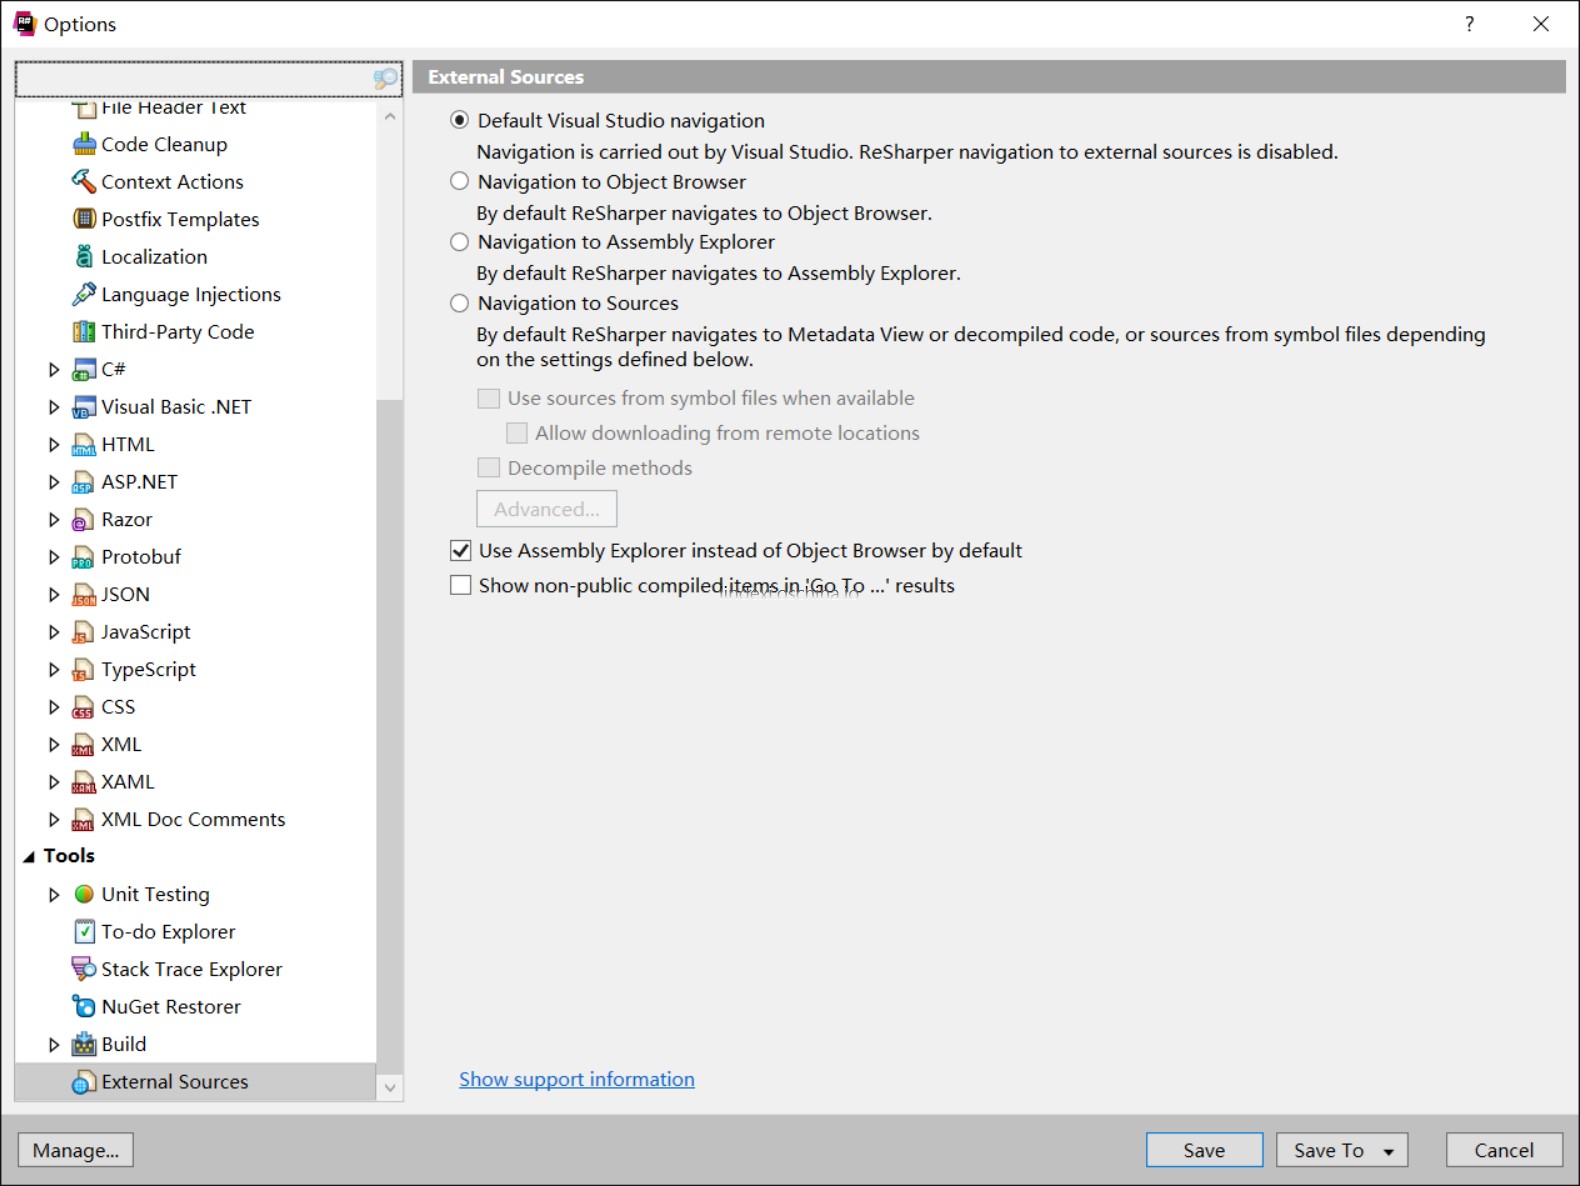 Options
?
File Header Text
Code Cleanup
Context Actions
Postfix Templates
Localization
Language Injections
Third-Party Code
C#
Visual Basic .NET
HTML
ASP.NET
Razor
Protobuf
JSON
JavaScript
TypeScript
CSS
XML
XAML
XML Doc Comments
Tools
Unit Testing
To-do Explorer
Stack Trace Explorer
NuGet Restorer
Build
External Sources
External Sources
Default Visual Studio navigation
Navigation is carried out by Visual Studio. ReSharper navigation to external sources is disabled.
Navigation to Object Browser
By default ReSharper navigates to Object Browser.
Navigation to Assembly Explorer
By default ReSharper navigates to Assembly Explorer.
Navigation to Sources
By default ReSharper navigates to Metadata View or decompiled code, or sources from symbol files depending
on the settings defined below.
Use sources from symbol files when available
Allow downloading from remote locations
Decompile methods
Advanced...
Use Assembly Explorer instead of Object Browser by default
Show non-public compiled items in 'Go To ...' results
Show support information
Manage...
Save
Save To
Cancel